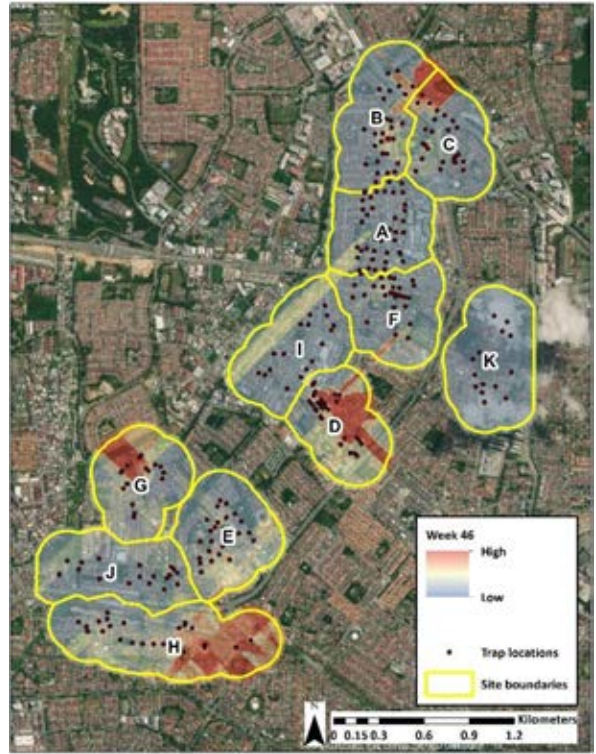 B
C
A
F
I
K
D
G
E
J
H
Week 46
High
Low
Trap locations
Site boundaries
N
Kilometers
0 0.15 0.3 0.6 0.9 1.2